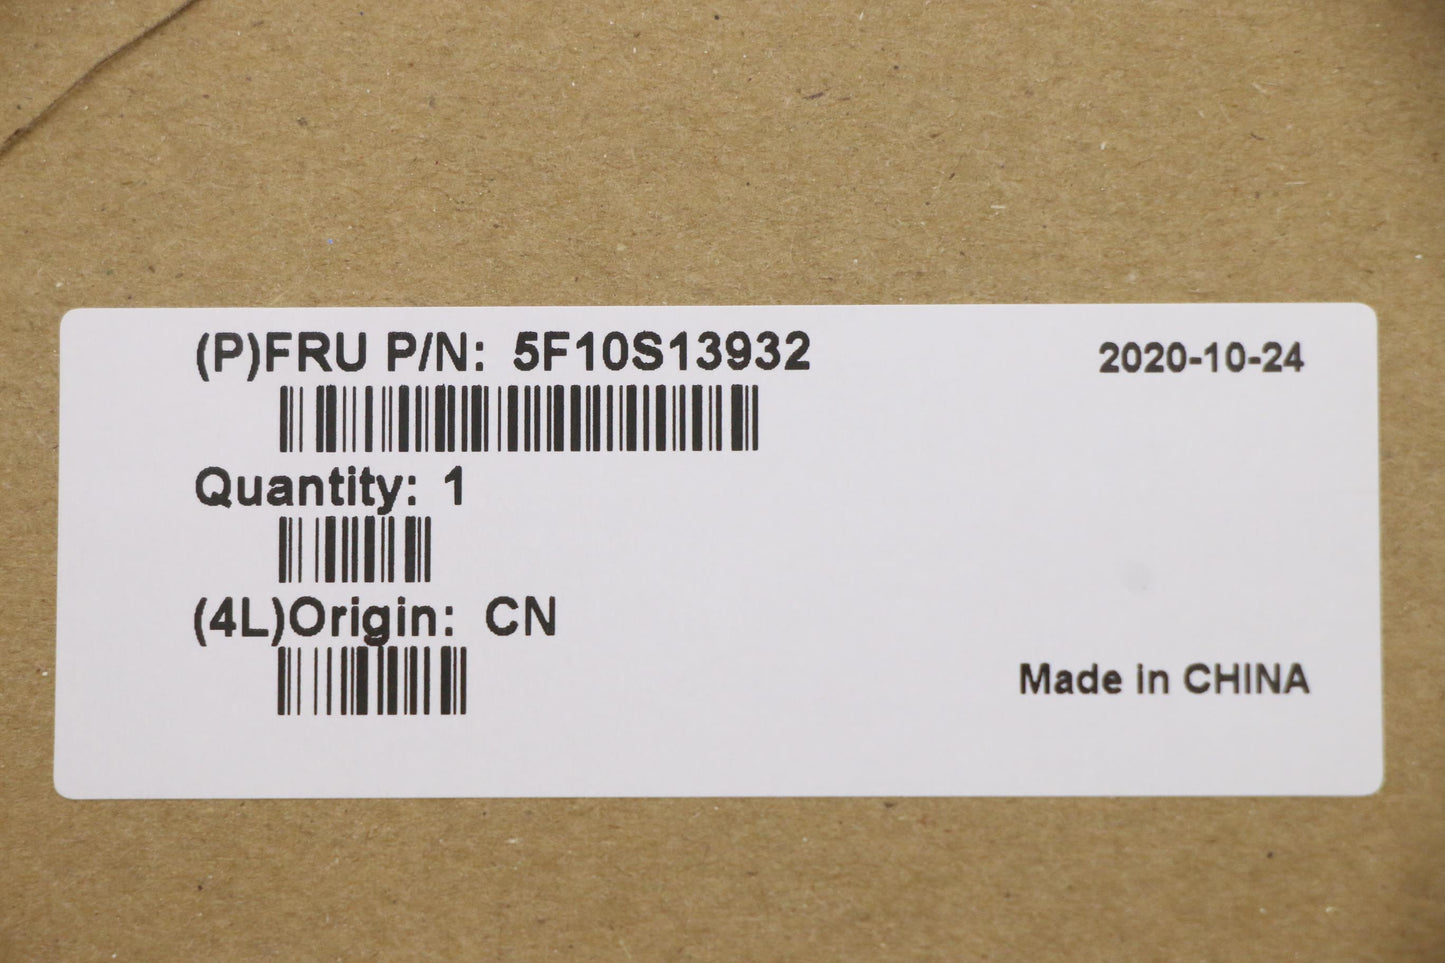 (P)FRU P/N: 5F10S13932
2020-10-24
Quantity: 1
(4L)Origin: CN
Made in CHINA